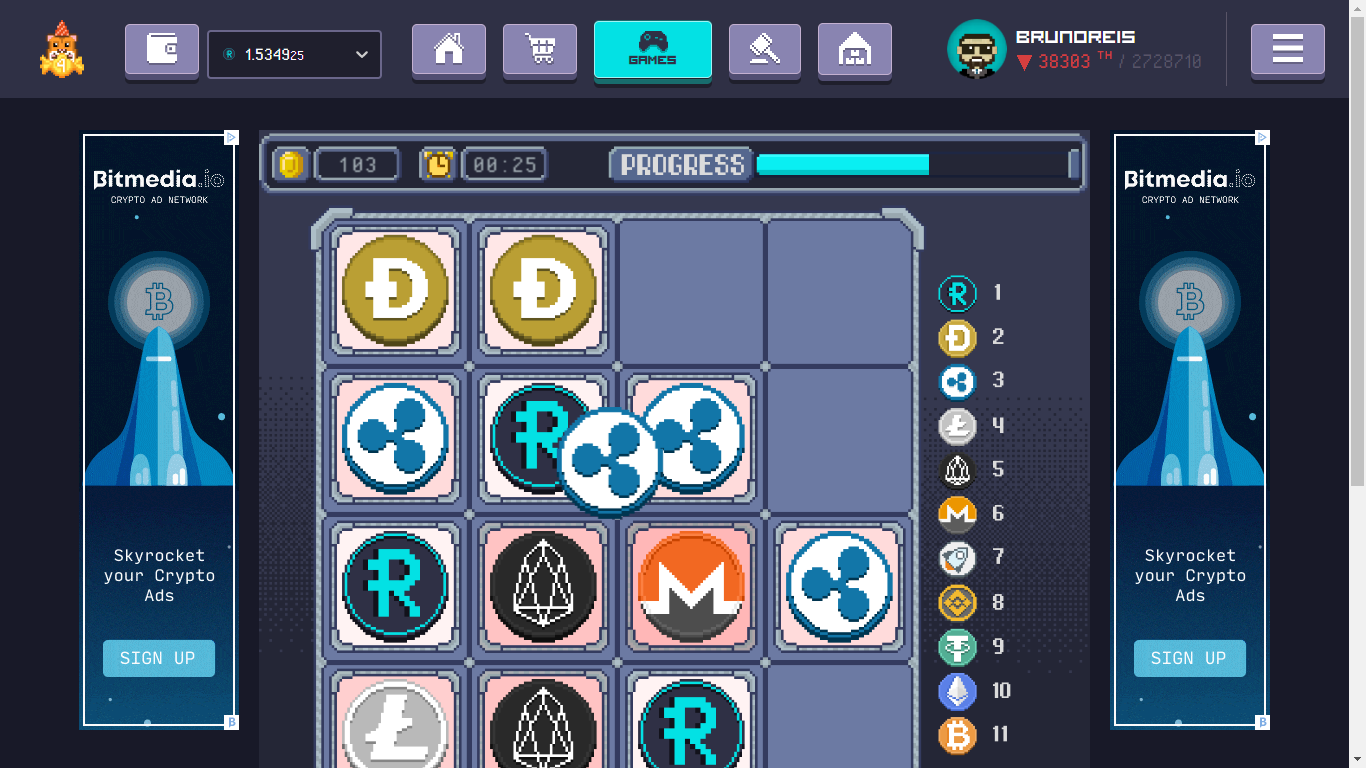 1.534925
GAMES
BRUNOREIS
38303 TH / 2728710
Bitmedia.io
CRYPTO AD NETWORK
Skyrocket
your Crypto
Ads
SIGN UP
B
103
00:25
PROGRESS
1
2
3
4
5
6
7
8
9
10
11
Bitmedia.io
CRYPTO AD NETWORK
Skyrocket
your Crypto
Ads
SIGN UP
B